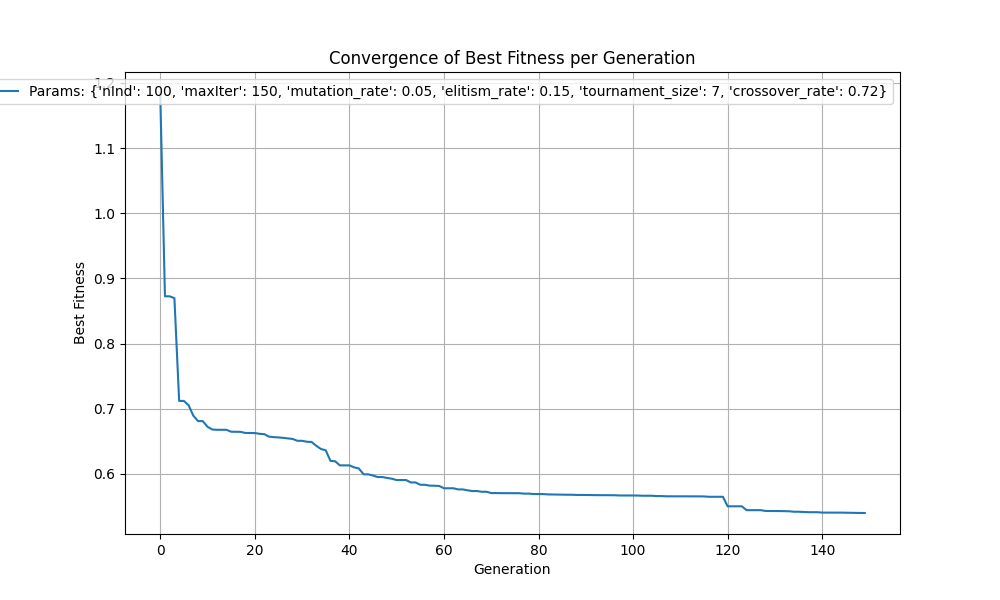 Convergence of Best Fitness per Generation
Params: {'nInd': 100, 'maxIter': 150, 'mutation_rate': 0.05, 'elitism_rate': 0.15, 'tournament_size': 7, 'crossover_rate': 0.72}
1.2
1.1
1.0
0.9
0.8
0.7
0.6
Best Fitness
0 20 40 60 80 100 120 140
Generation